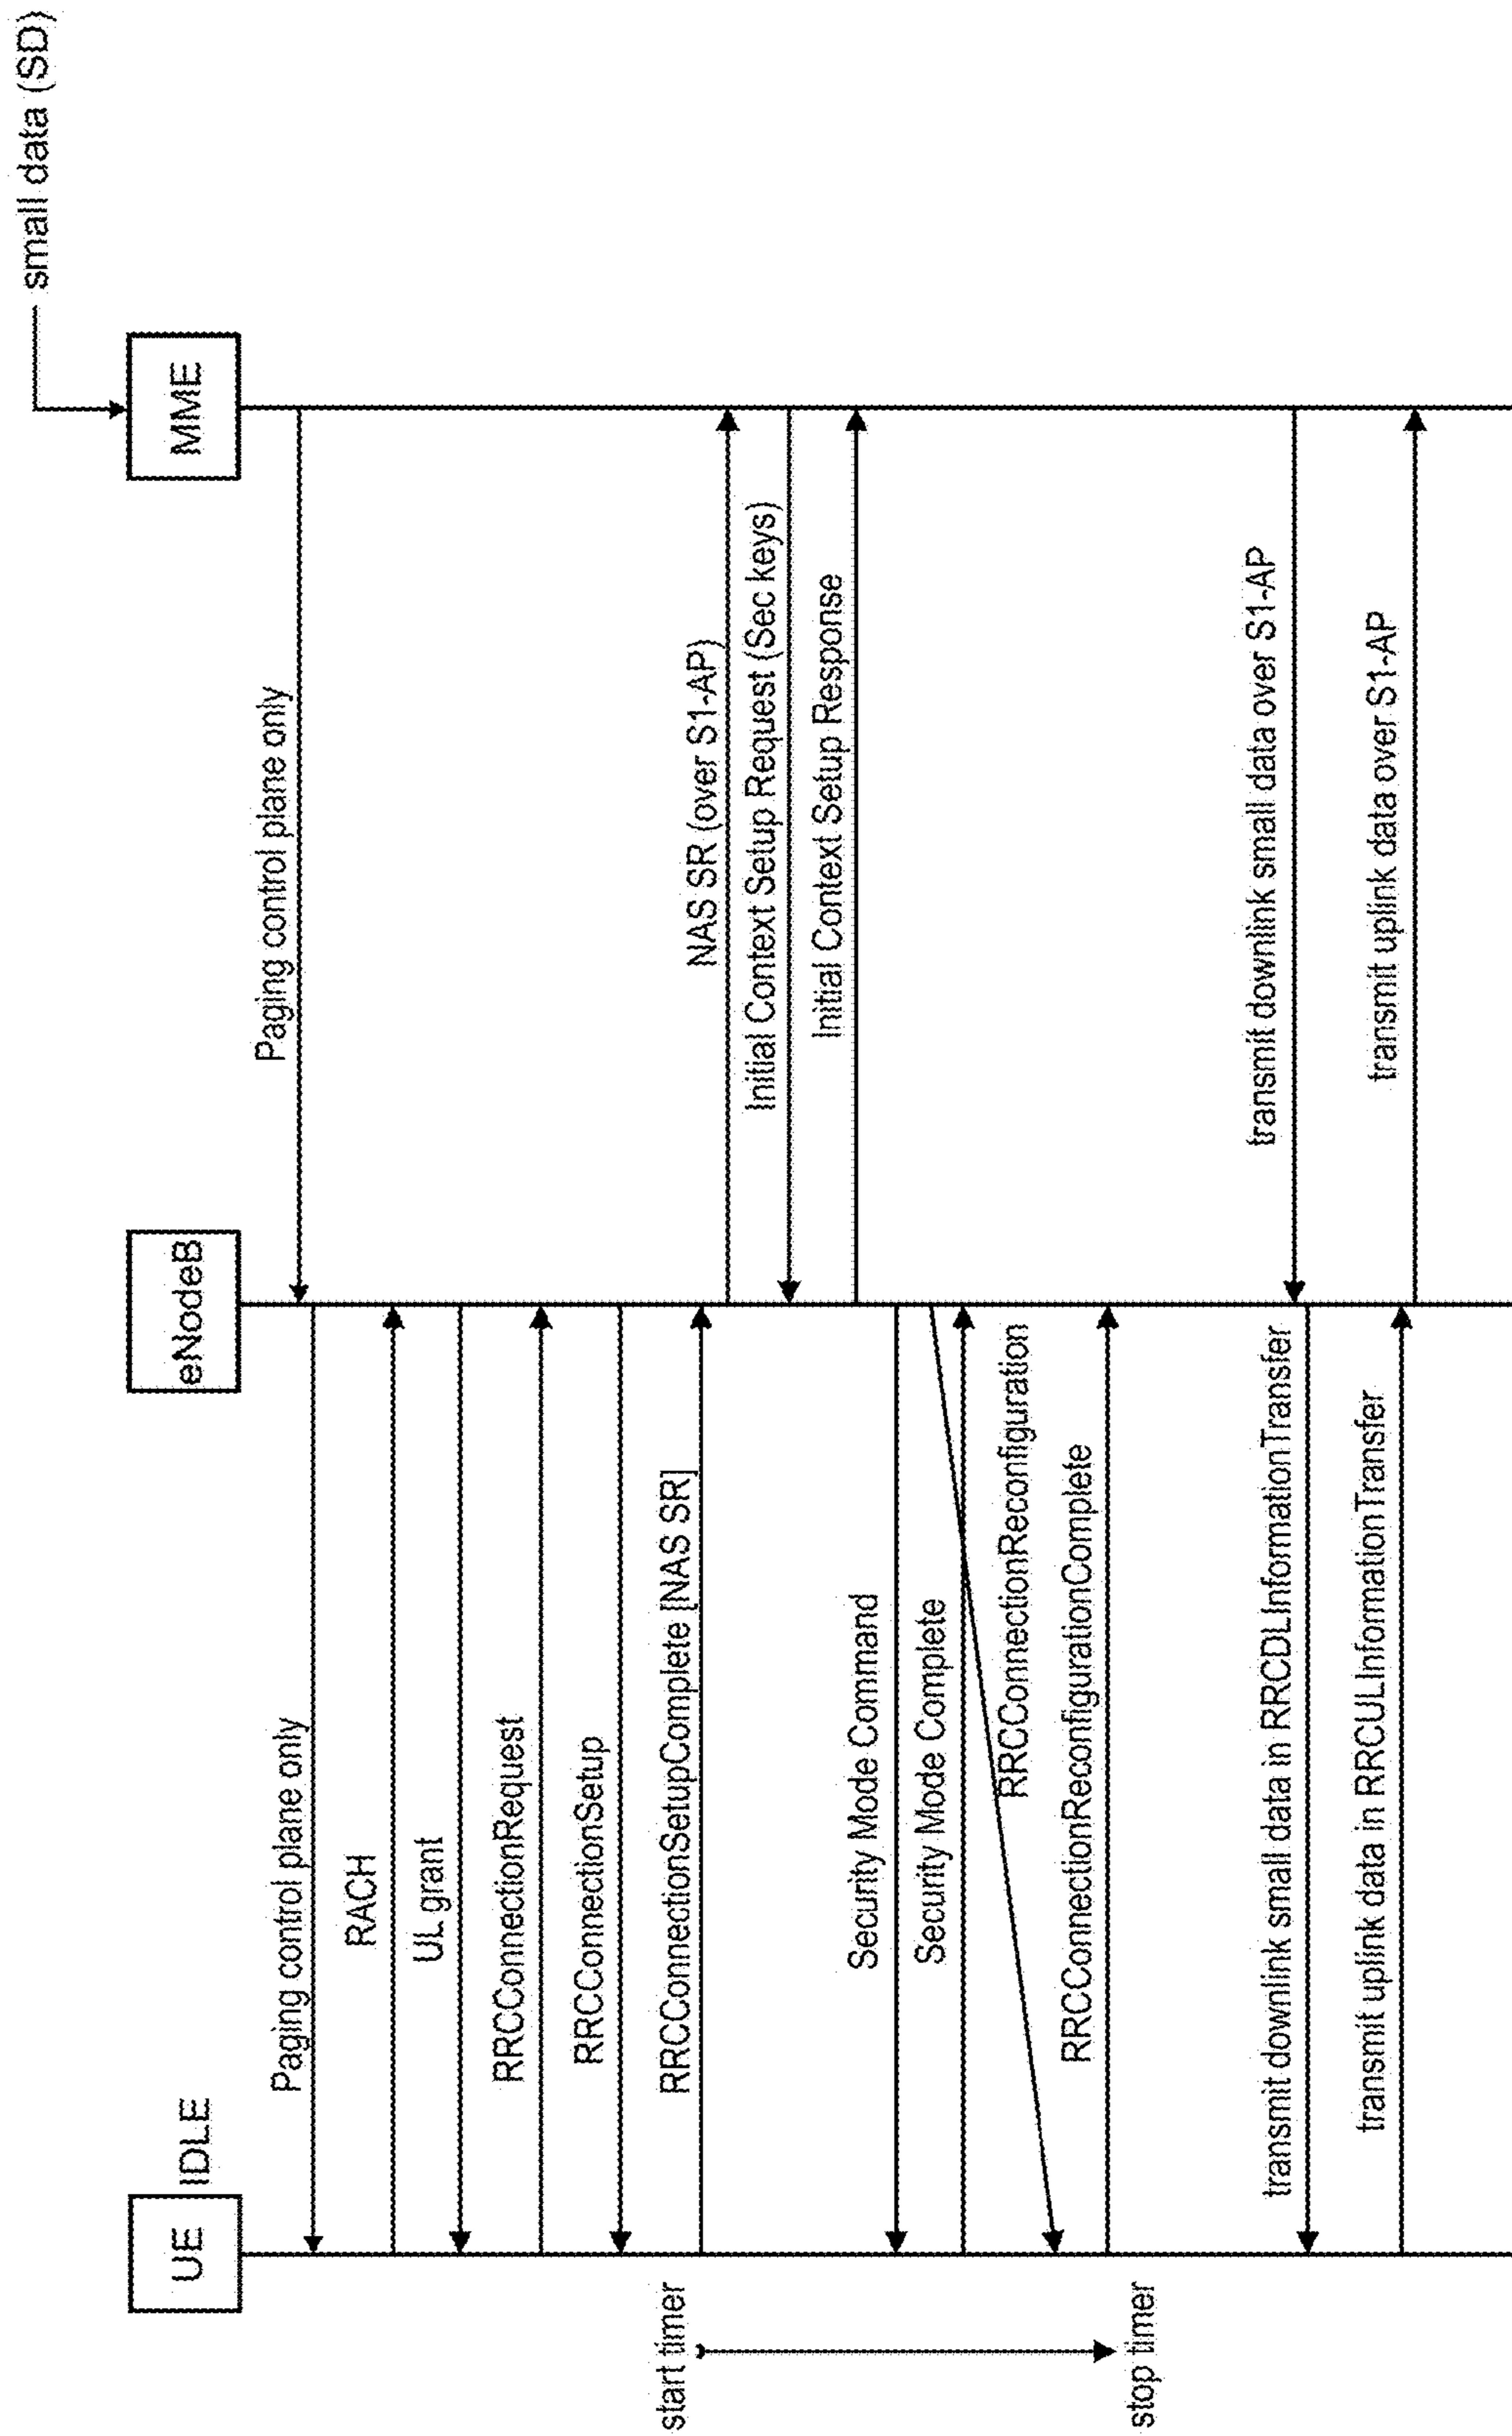 small data (SD)
UE
IDLE
eNodeB
MME
Paging control plane only
Paging control plane only
RACH
UL grant
RRCConnectionRequest
RRCConnectionSetup
start timer
RRCConnectionSetupComplete [NAS SR]
NAS SR (over S1-AP)
Initial Context Setup Request (Sec keys)
Initial Context Setup Response
Security Mode Command
Security Mode Complete
RRCConnectionReconfiguration
RRCConnectionReconfigurationComplete
stop timer
transmit downlink small data over S1-AP
transmit downlink small data in RRCDLInformationTransfer
transmit uplink data in RRCULInformationTransfer
transmit uplink data over S1-AP